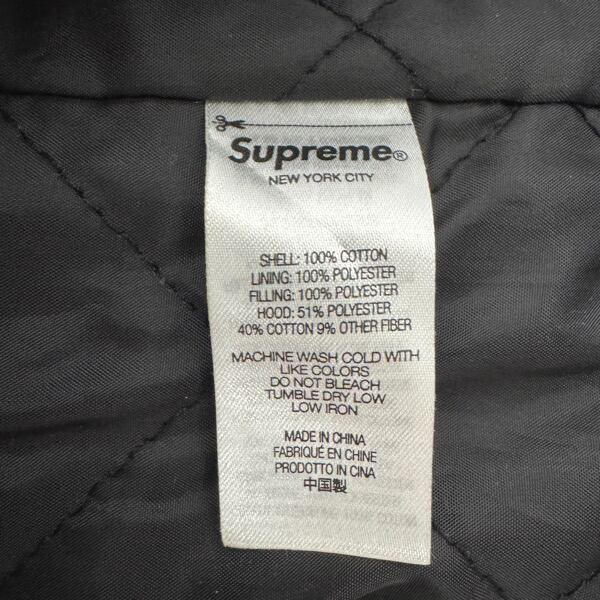 Supreme®
NEW YORK CITY
SHELL: 100% COTTON
LINING: 100% POLYESTER
FILLING: 100% POLYESTER
HOOD: 51% POLYESTER
40% COTTON 9% OTHER FIBER
MACHINE WASH COLD WITH
LIKE COLORS
DO NOT BLEACH
TUMBLE DRY LOW
LOW IRON
MADE IN CHINA
FABRIQUÉ EN CHINE
PRODOTTO IN CINA
中国製